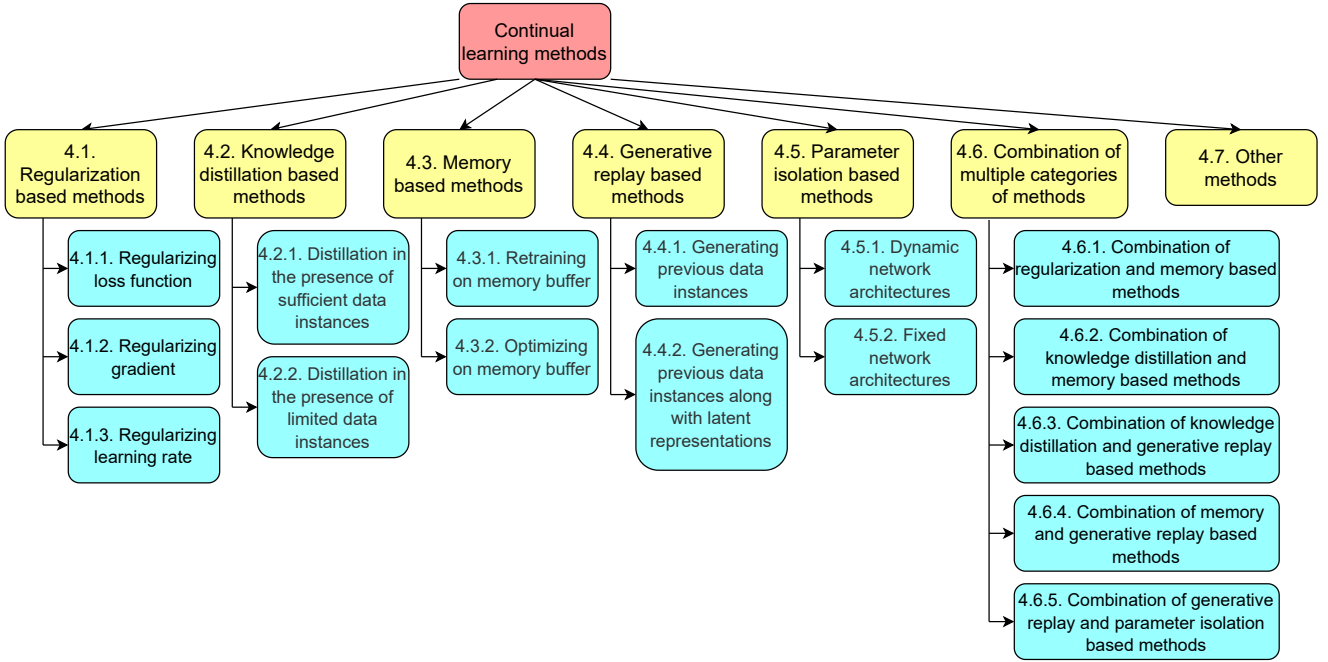 Continual
learning methods
4.1.
Regularization
based methods
4.2. Knowledge
distillation based
methods
4.3. Memory
based methods
4.4. Generative
replay based
methods
4.5. Parameter
isolation based
methods
4.6. Combination of
multiple categories
of methods
4.7. Other
methods
4.1.1. Regularizing
loss function
4.1.2. Regularizing
gradient
4.1.3. Regularizing
learning rate
4.2.1. Distillation in
the presence of
sufficient data
instances
4.2.2. Distillation in
the presence of
limited data
instances
4.3.1. Retraining
on memory buffer
4.3.2. Optimizing
on memory buffer
4.4.1. Generating
previous data
instances
4.4.2. Generating
previous data
instances along
with latent
representations
4.5.1. Dynamic
network
architectures
4.5.2. Fixed
network
architectures
4.6.1. Combination of
regularization and memory based
methods
4.6.2. Combination of
knowledge distillation and
memory based methods
4.6.3. Combination of knowledge
distillation and generative replay
based methods
4.6.4. Combination of memory
and generative replay based
methods
4.6.5. Combination of generative
replay and parameter isolation
based methods